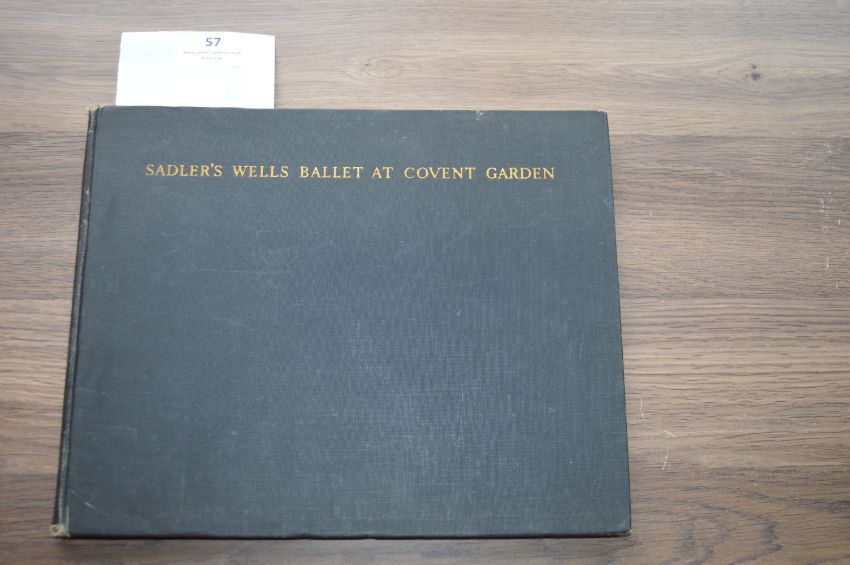 57
SADLER'S WELLS BALLET AT COVENT GARDEN